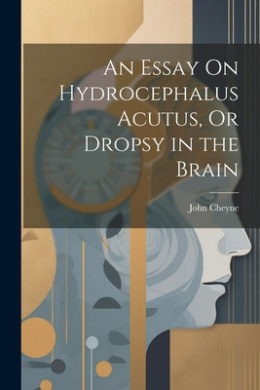 An Essay On
Hydrocephalus
Acutus, Or
Dropsy in the
Brain
John Cheyne